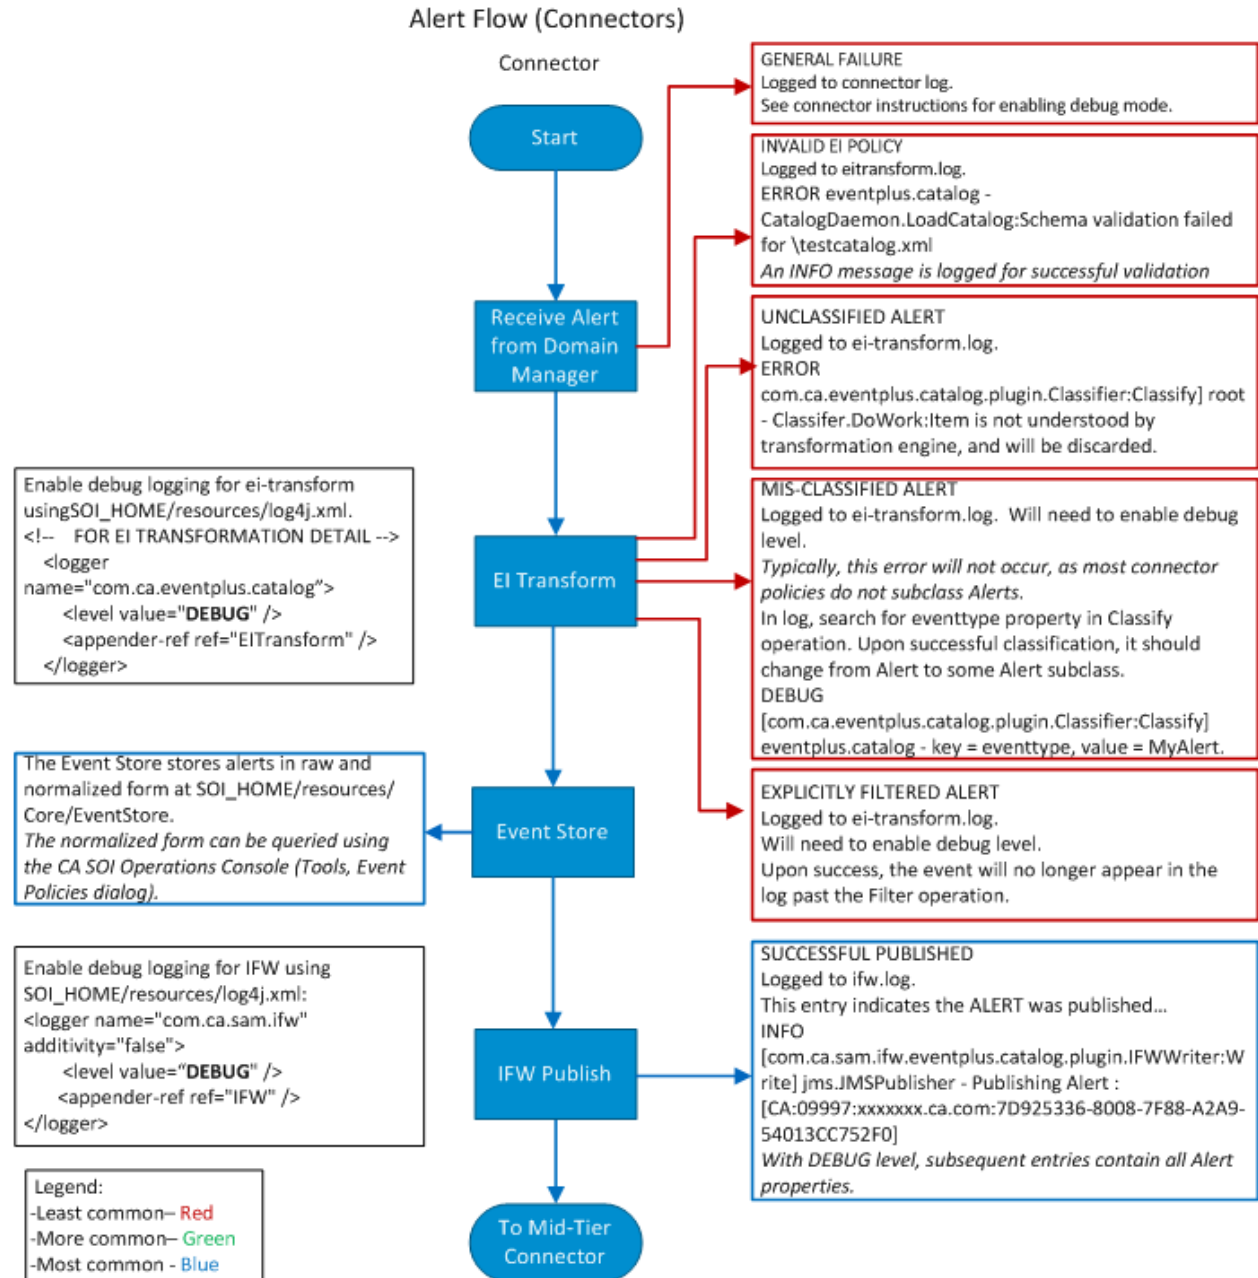 Alert Flow (Connectors)
Connector
Start
Receive Alert
from Domain
Manager
EI Transform
Event Store
IFW Publish
To Mid-Tier
Connector
GENERAL FAILURE
Logged to connector log.
See connector instructions for enabling debug mode.
INVALID EI POLICY
Logged to eitransform.log.
ERROR eventplus.catalog -
CatalogDaemon.LoadCatalog:Schema validation failed
for \testcatalog.xml
An INFO message is logged for successful validation
UNCLASSIFIED ALERT
Logged to ei-transform.log.
ERROR
com.ca.eventplus.catalog.plugin.Classifier:Classify] root
- Classifer.DoWork:Item is not understood by
transformation engine, and will be discarded.
MIS-CLASSIFIED ALERT
Logged to ei-transform.log.  Will need to enable debug
level.
Typically, this error will not occur, as most connector
policies do not subclass Alerts.
In log, search for eventtype property in Classify
operation. Upon successful classification, it should
change from Alert to some Alert subclass.
DEBUG
[com.ca.eventplus.catalog.plugin.Classifier:Classify]
eventplus.catalog - key = eventtype, value = MyAlert.
EXPLICITLY FILTERED ALERT
Logged to ei-transform.log.
Will need to enable debug level.
Upon success, the event will no longer appear in the
log past the Filter operation.
SUCCESSFUL PUBLISHED
Logged to ifw.log.
This entry indicates the ALERT was published…
INFO
[com.ca.sam.ifw.eventplus.catalog.plugin.IFWWriter:W
rite] jms.JMSPublisher - Publishing Alert :
[CA:09997:xxxxxxx.ca.com:7D925336-8008-7F88-A2A9-
54013CC752F0]
With DEBUG level, subsequent entries contain all Alert
properties.
Enable debug logging for ei-transform
usingSOI_HOME/resources/log4j.xml.
<!--    FOR EI TRANSFORMATION DETAIL -->
<logger
name="com.ca.eventplus.catalog”>
<level value="DEBUG" />
<appender-ref ref="EITransform" />
</logger>
The Event Store stores alerts in raw and
normalized form at SOI_HOME/resources/
Core/EventStore.
The normalized form can be queried using
the CA SOI Operations Console (Tools, Event
Policies dialog).
Enable debug logging for IFW using
SOI_HOME/resources/log4j.xml:
<logger name="com.ca.sam.ifw"
additivity="false">
<level value=“DEBUG" />
<appender-ref ref="IFW" />
</logger>
Legend:
-Least common– Red
-More common– Green
-Most common - Blue